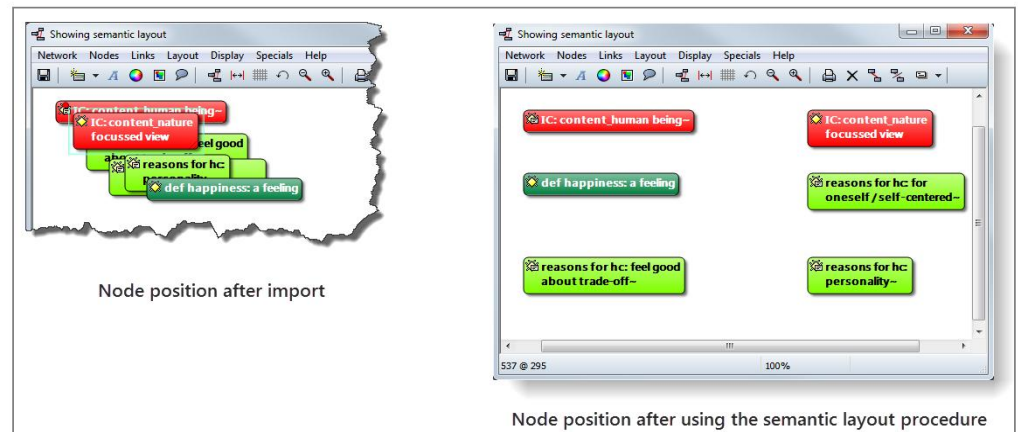 Showing semantic layout
Network Nodes Links Layout Display Specials Help
IC: content_human being~
IC: content_nature
focussed view
feel good
reasons for hc:
def happiness: a feeling
Node position after import
Showing semantic layout
Network Nodes Links Layout Display Specials Help
IC: content_human being~
IC: content_nature
focussed view
def happiness: a feeling
reasons for hc: for
oneself / self-centered~
reasons for hc: feel good
about trade-off~
reasons for hc:
personality~
537 @ 295
100%
Node position after using the semantic layout procedure